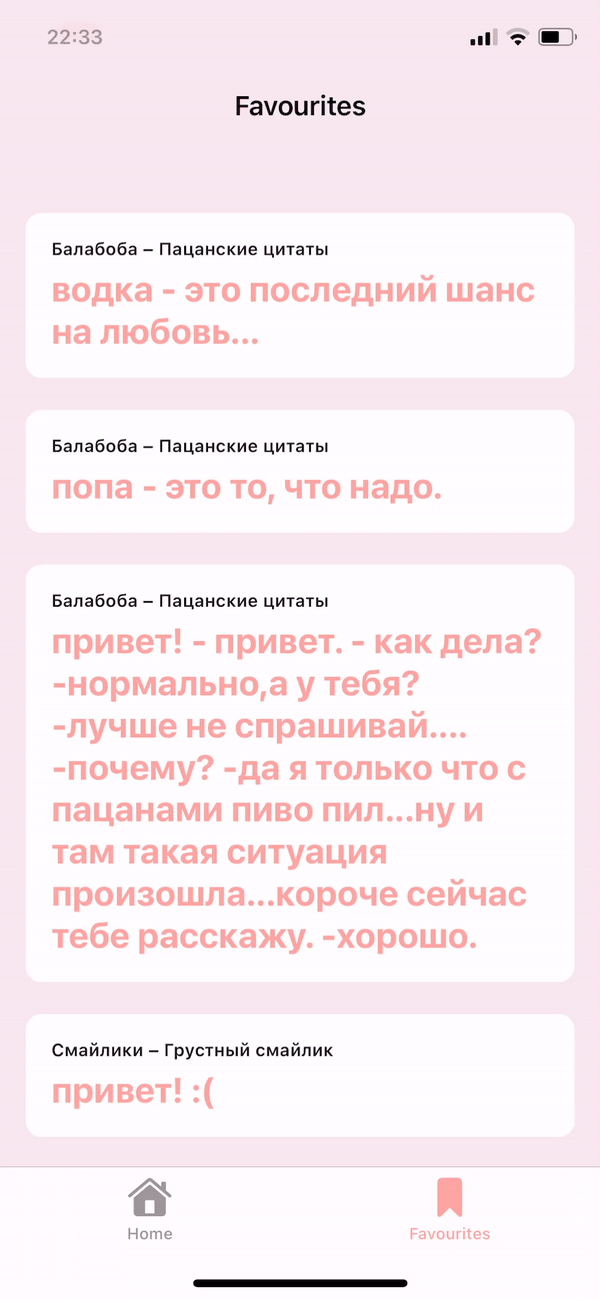 22:33
Favourites
Балабоба – Пацанские цитаты
водка - это последний шанс
на любовь...
Балабоба – Пацанские цитаты
попа - это то, что надо.
Балабоба – Пацанские цитаты
привет! - привет. - как дела?
-нормально,а у тебя?
-лучше не спрашивай....
-почему? -да я только что с
пацанами пиво пил...ну и
там такая ситуация
произошла...короче сейчас
тебе расскажу. -хорошо.
Смайлики – Грустный смайлик
привет! :(
Home
Favourites